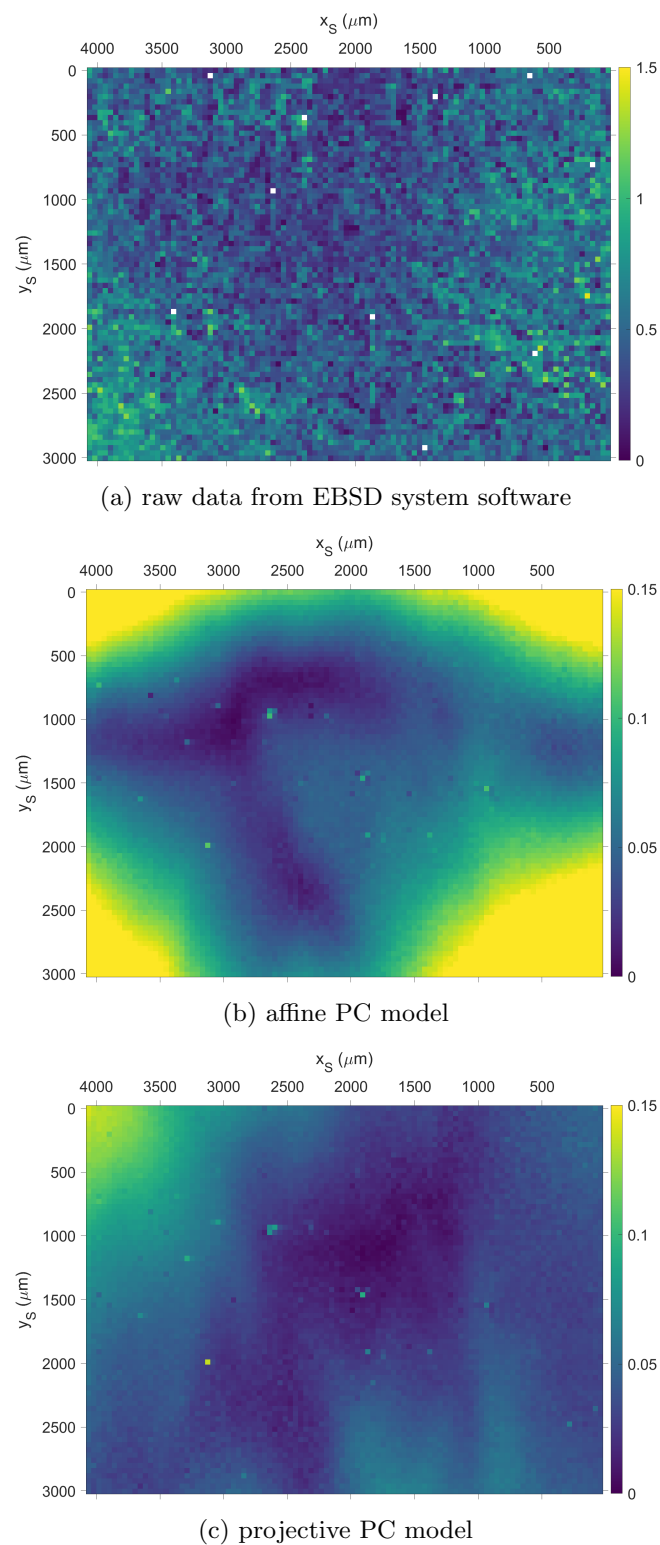 x_S (μm)
4000 3500 3000 2500 2000 1500 1000 500
0
500
1000
1500
2000
2500
3000
y_S (μm)
1.5
1
0.5
0
(a) raw data from EBSD system software
x_S (μm)
4000 3500 3000 2500 2000 1500 1000 500
0
500
1000
1500
2000
2500
3000
y_S (μm)
0.15
0.1
0.05
0
(b) affine PC model
x_S (μm)
4000 3500 3000 2500 2000 1500 1000 500
0
500
1000
1500
2000
2500
3000
y_S (μm)
0.15
0.1
0.05
0
(c) projective PC model